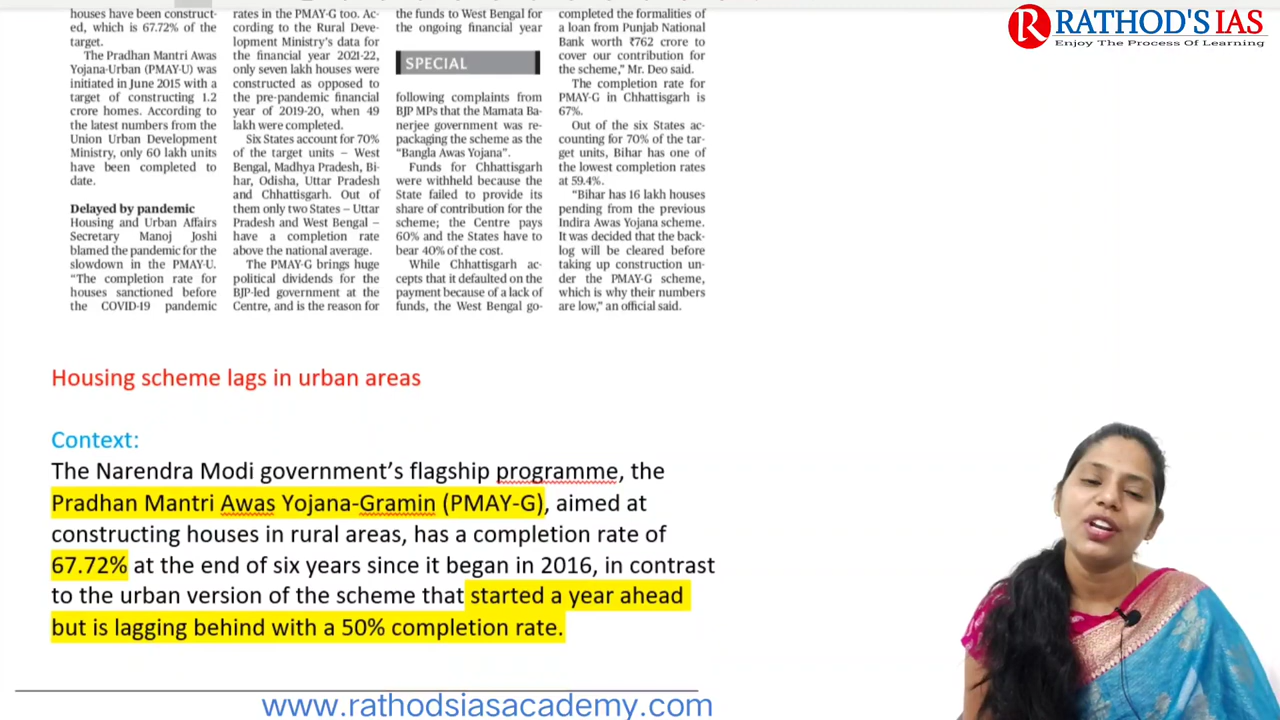 RATHOD'S IAS
Enjoy The Process Of Learning
houses have been construct-
ed, which is 67.72% of the
target.
The Pradhan Mantri Awas
Yojana-Urban (PMAY-U) was
initiated in June 2015 with a
target of constructing 1.2
crore homes. According to
the latest numbers from the
Union Urban Development
Ministry, only 60 lakh units
have been completed to
date.
Delayed by pandemic
Housing and Urban Affairs
Secretary Manoj Joshi
blamed the pandemic for the
slowdown in the PMAY-U.
"The completion rate for
houses sanctioned before
the COVID-19 pandemic
rates in the PMAY-G too. Ac-
cording to the Rural Deve-
lopment Ministry's data for
the financial year 2021-22,
only seven lakh houses were
constructed as opposed to
the pre-pandemic financial
year of 2019-20, when 49
lakh were completed.
Six States account for 70%
of the target units – West
Bengal, Madhya Pradesh, Bi-
har, Odisha, Uttar Pradesh
and Chhattisgarh. Out of
them only two States – Uttar
Pradesh and West Bengal –
have a completion rate
above the national average.
The PMAY-G brings huge
political dividends for the
BJP-led government at the
Centre, and is the reason for
the funds to West Bengal for
the ongoing financial year
SPECIAL
following complaints from
BJP MPs that the Mamata Ba-
nerjee government was re-
packaging the scheme as the
"Bangla Awas Yojana".
Funds for Chhattisgarh
were withheld because the
State failed to provide its
share of contribution for the
scheme; the Centre pays
60% and the States have to
bear 40% of the cost.
While Chhattisgarh ac-
cepts that it defaulted on the
payment because of a lack of
funds, the West Bengal go-
completed the formalities of
a loan from Punjab National
Bank worth ₹762 crore to
cover our contribution for
the scheme," Mr. Deo said.
The completion rate for
PMAY-G in Chhattisgarh is
67%.
Out of the six States ac-
counting for 70% of the tar-
get units, Bihar has one of
the lowest completion rates
at 59.4%.
"Bihar has 16 lakh houses
pending from the previous
Indira Awas Yojana scheme.
It was decided that the back-
log will be cleared before
taking up construction un-
der the PMAY-G scheme,
which is why their numbers
are low," an official said.
Housing scheme lags in urban areas
Context:
The Narendra Modi government's flagship programme, the
Pradhan Mantri Awas Yojana-Gramin (PMAY-G), aimed at
constructing houses in rural areas, has a completion rate of
67.72% at the end of six years since it began in 2016, in contrast
to the urban version of the scheme that started a year ahead
but is lagging behind with a 50% completion rate.
www.rathodsiasacademy.com